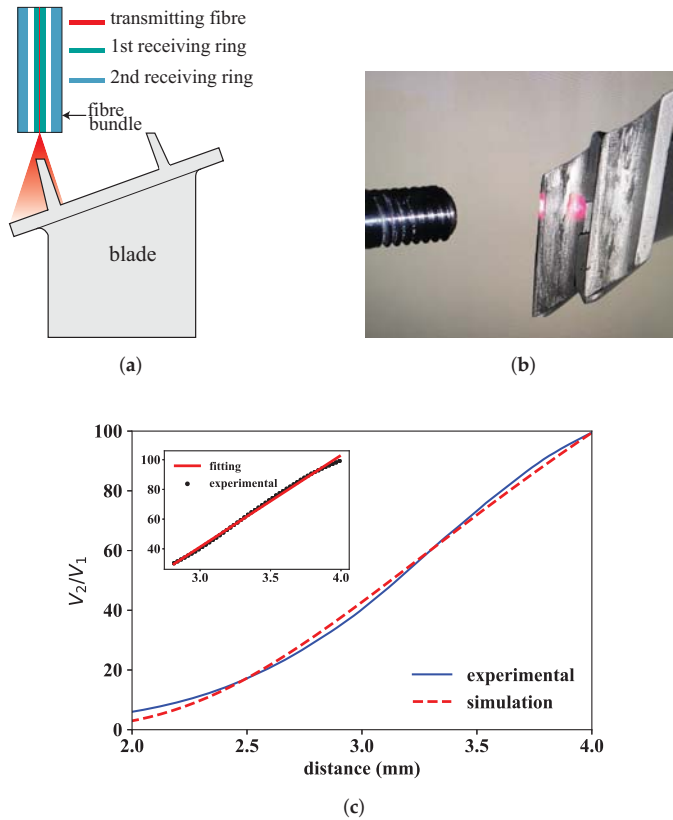 transmitting fibre
1st receiving ring
2nd receiving ring
fibre
bundle
blade
(a)
(b)
100
80
60
40
20
0
V2/V1
2.0 2.5 3.0 3.5 4.0
distance (mm)
experimental
simulation
100
80
60
40
3.0 3.5 4.0
fitting
experimental
(c)